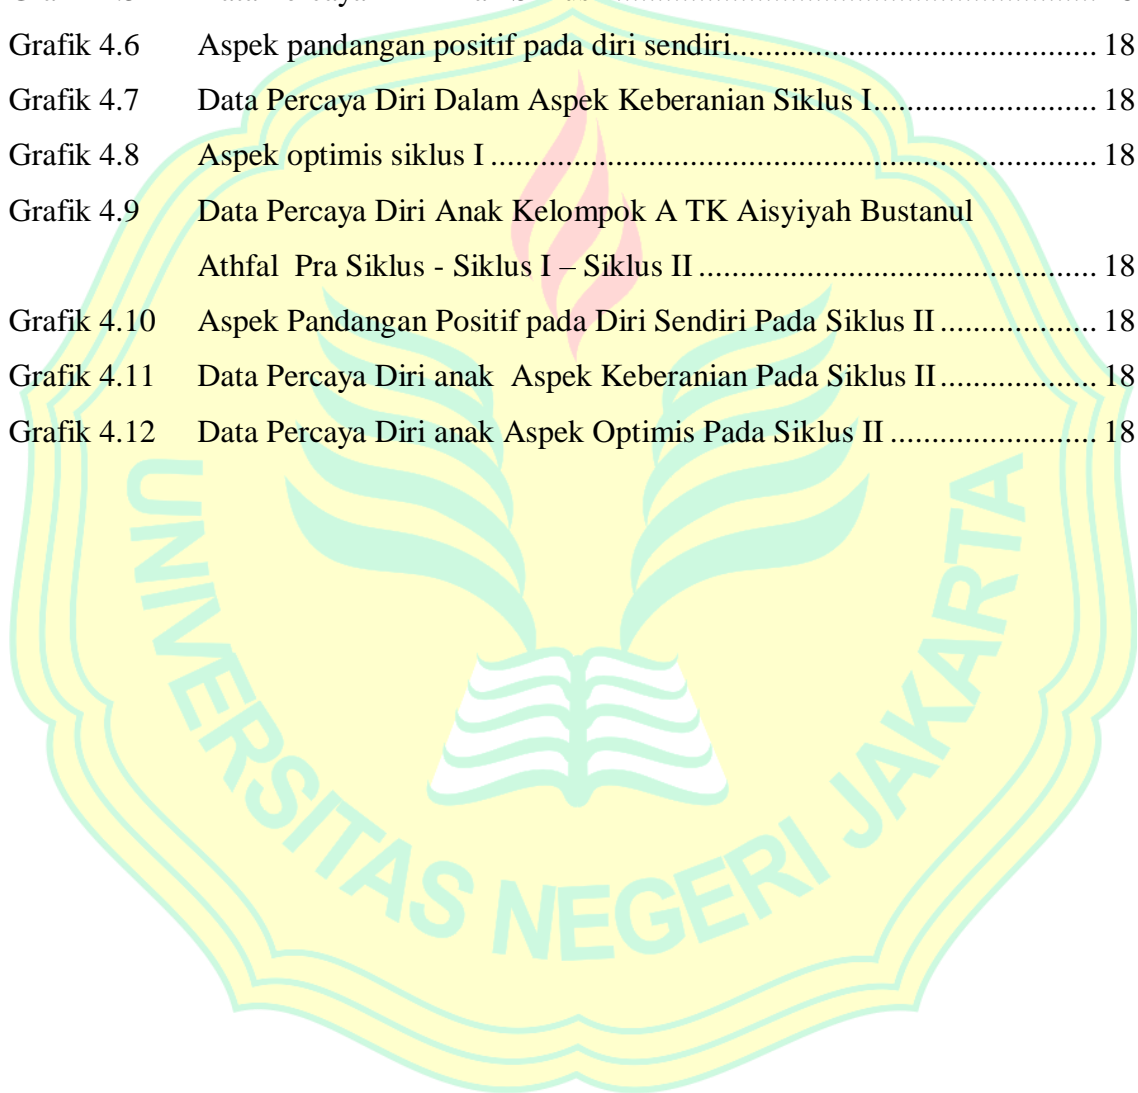 Grafik 4.6 Aspek pandangan positif pada diri sendiri........................................... 18
Grafik 4.7 Data Percaya Diri Dalam Aspek Keberanian Siklus I.......................... 18
Grafik 4.8 Aspek optimis siklus I......................................................................... 18
Grafik 4.9 Data Percaya Diri Anak Kelompok A TK Aisyiyah Bustanul
Athfal Pra Siklus - Siklus I – Siklus II................................................ 18
Grafik 4.10 Aspek Pandangan Positif pada Diri Sendiri Pada Siklus II................... 18
Grafik 4.11 Data Percaya Diri anak Aspek Keberanian Pada Siklus II................... 18
Grafik 4.12 Data Percaya Diri anak Aspek Optimis Pada Siklus II......................... 18
UNIVERSITAS NEGERI JAKARTA